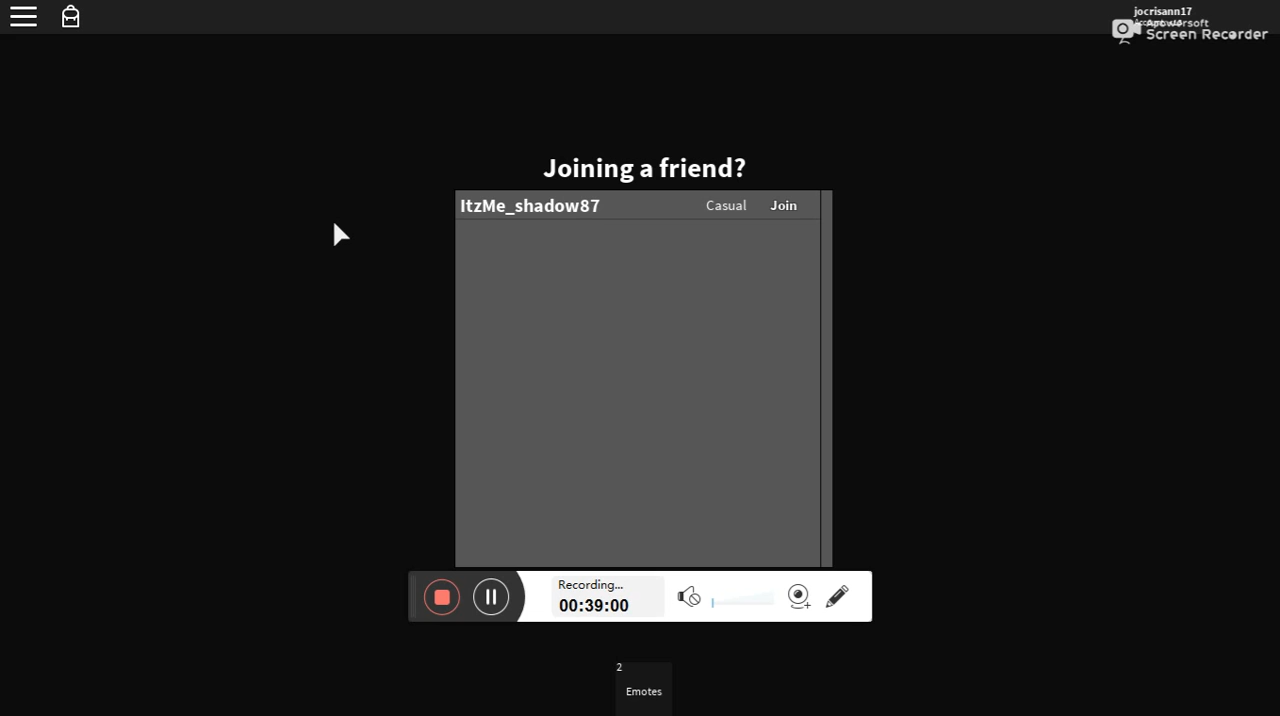 jocrisann17
Apowersoft
Screen Recorder
Joining a friend?
ItzMe_shadow87 Casual Join
Recording...
00:39:00
2
Emotes